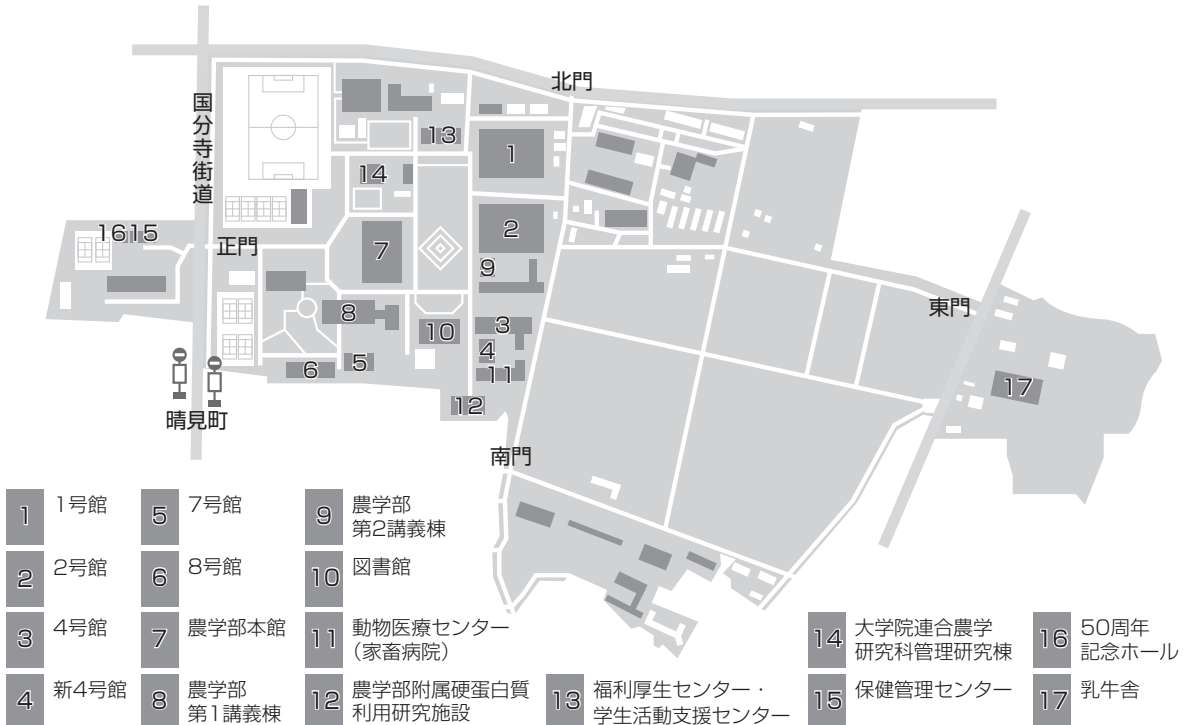 北門
国分寺街道
13
1
14
1615
正門
2
7
9
東門
8
3
10
4
5
6
11
17
12
晴見町
南門
1 1号館
2 2号館
3 4号館
4 新4号館
5 7号館
6 8号館
7 農学部本館
8 農学部
第1講義棟
9 農学部
第2講義棟
10 図書館
11 動物医療センター
（家畜病院）
12 農学部附属硬蛋白質
利用研究施設
13 福利厚生センター・
学生活動支援センター
14 大学院連合農学
研究科管理研究棟
15 保健管理センター
16 50周年
記念ホール
17 乳牛舎